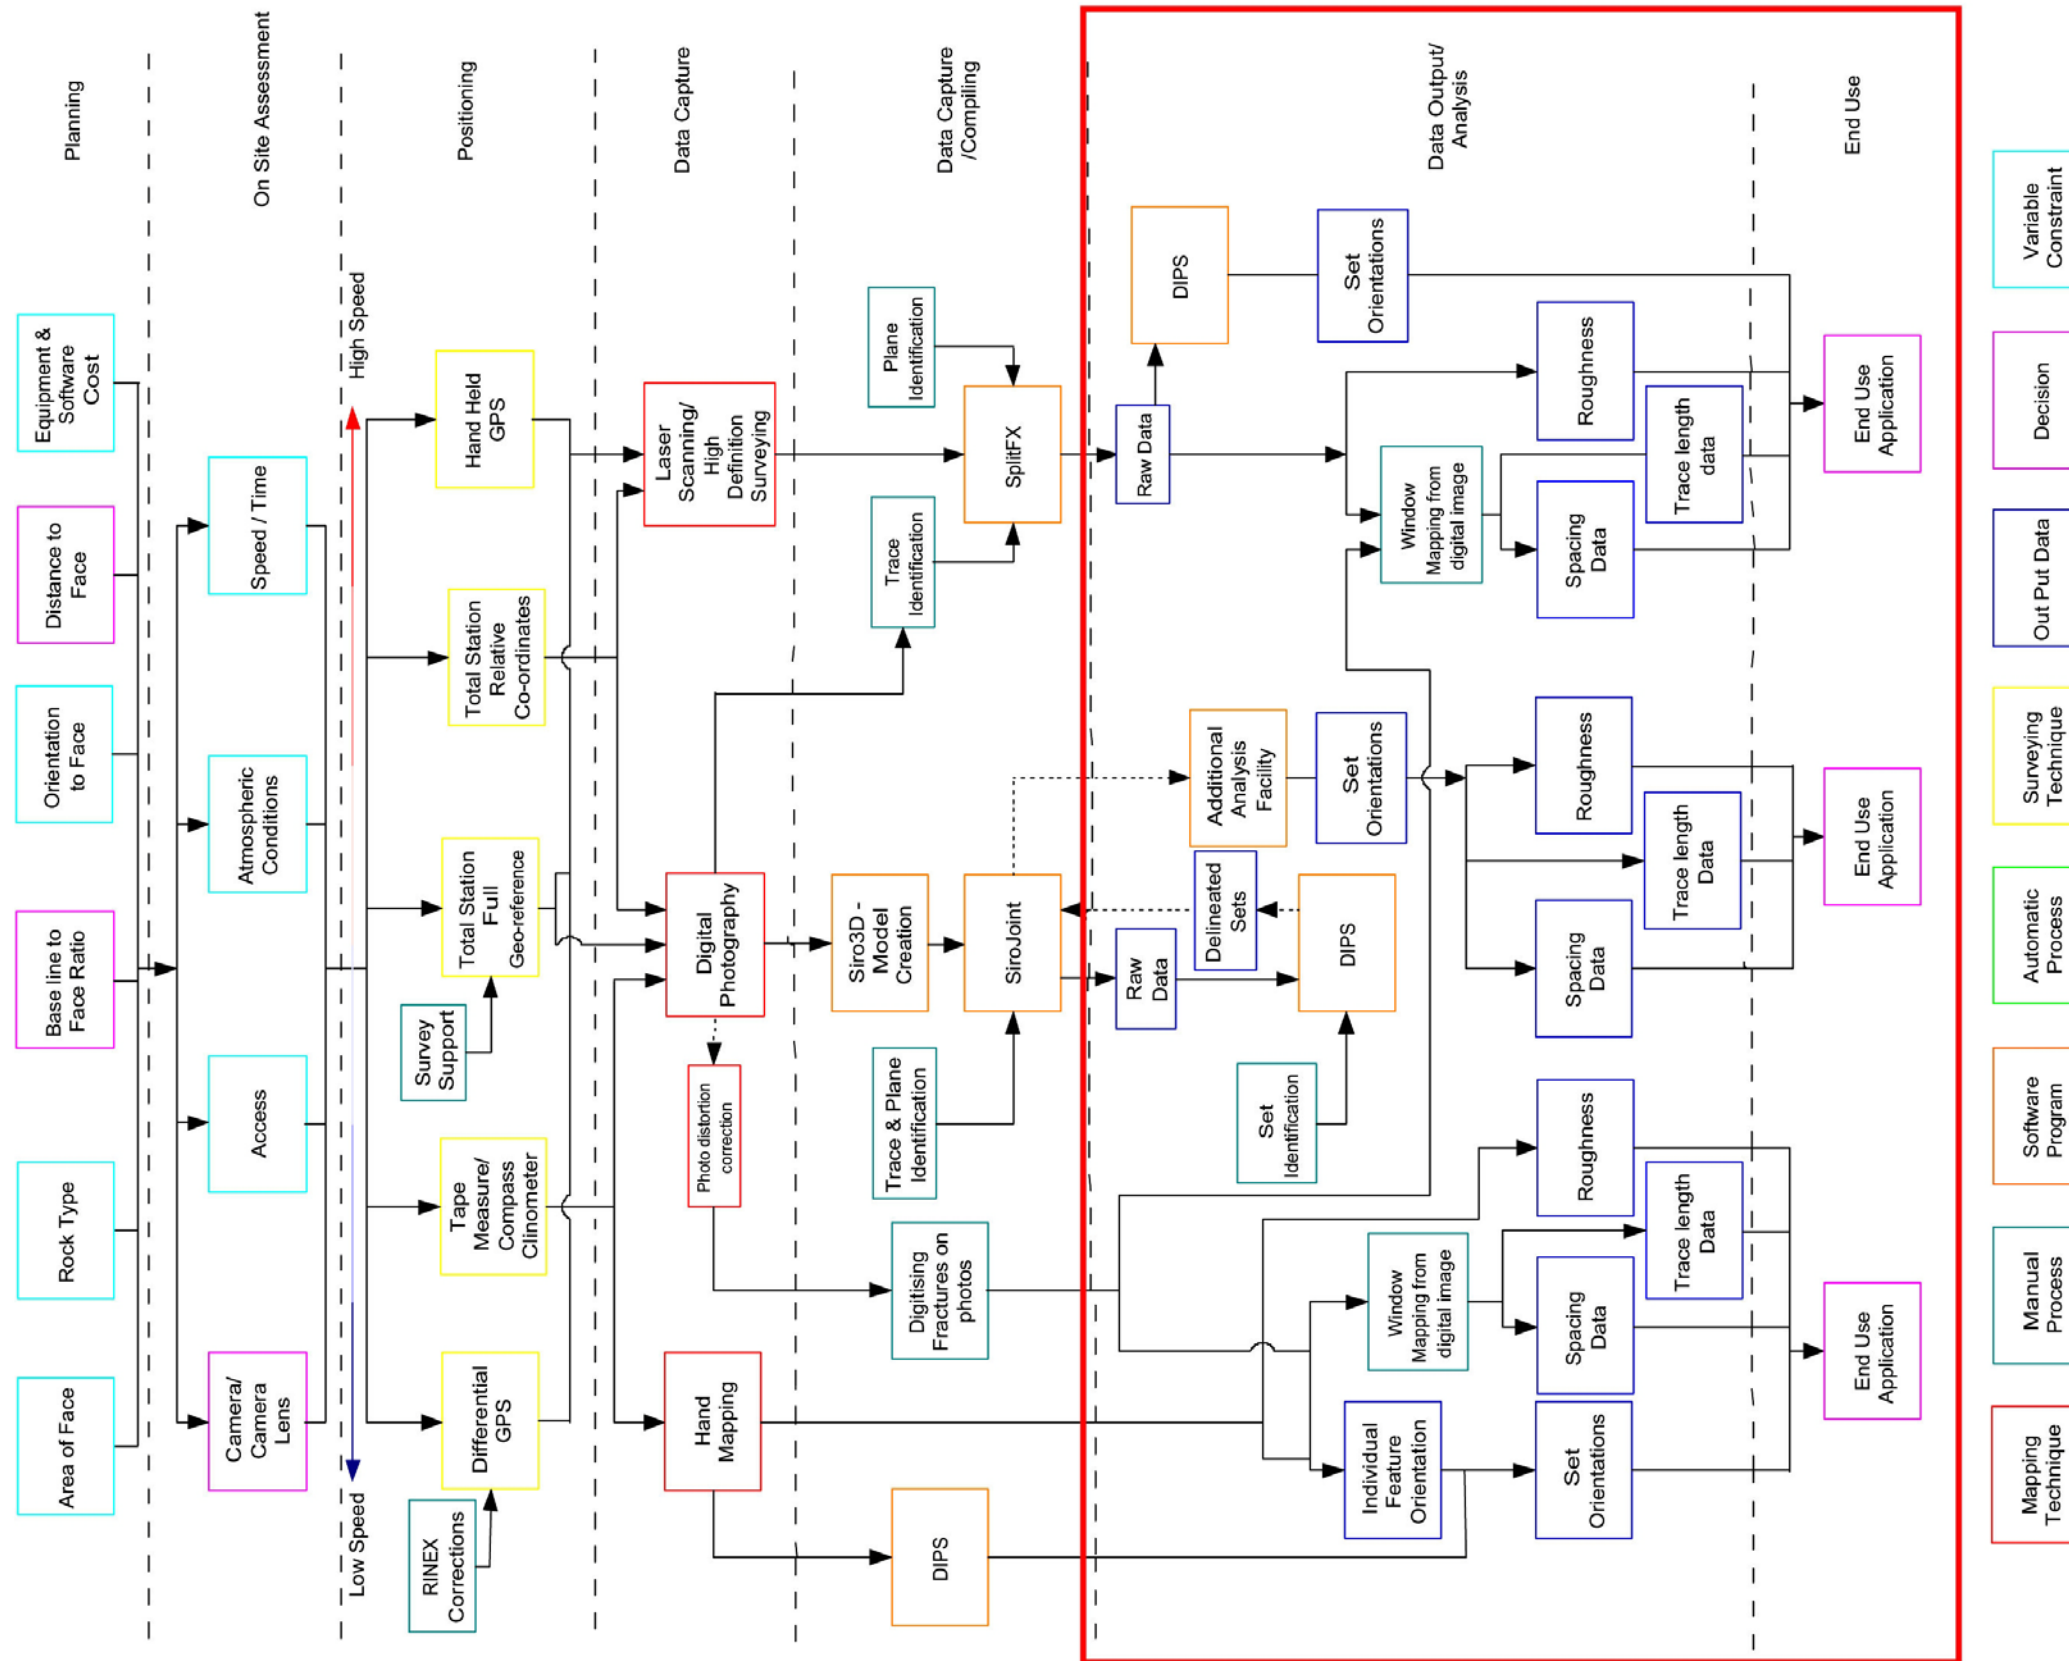 Planning
Area of Face
Rock Type
Base line to
Face Ratio
Orientation
to Face
Distance to
Face
Equipment &
Software
Cost
On Site Assessment
Camera/
Camera
Lens
Access
Atmospheric
Conditions
Speed / Time
Low Speed
High Speed
Positioning
RINEX
Corrections
Differential
GPS
Tape
Measure/
Compass
Clinometer
Survey
Support
Total Station
Full
Geo-reference
Total Station
Relative
Co-ordinates
Hand Held
GPS
Data Capture
Hand
Mapping
Photo distortion
correction
Digital
Photography
Laser
Scanning/
High
Definition
Surveying
Data Capture
/Compiling
DIPS
Digitising
Fractures on
photos
Trace & Plane
Identification
Siro3D -
Model
Creation
SiroJoint
Trace
Identification
SplitFX
Plane
Identification
Data Output/
Analysis
Individual
Feature
Orientation
Window
Mapping from
digital image
Set
Orientations
Spacing
Data
Trace length
Data
Roughness
Set
Identification
Raw
Data
Delineated
Sets
DIPS
Additional
Analysis
Facility
Set
Orientations
Spacing
Data
Trace length
Data
Roughness
Raw Data
DIPS
Set
Orientations
Window
Mapping from
digital image
Spacing
Data
Trace length
data
Roughness
End Use
End Use
Application
End Use
Application
End Use
Application
Mapping
Technique
Manual
Process
Software
Program
Automatic
Process
Surveying
Technique
Out Put Data
Decision
Variable
Constraint